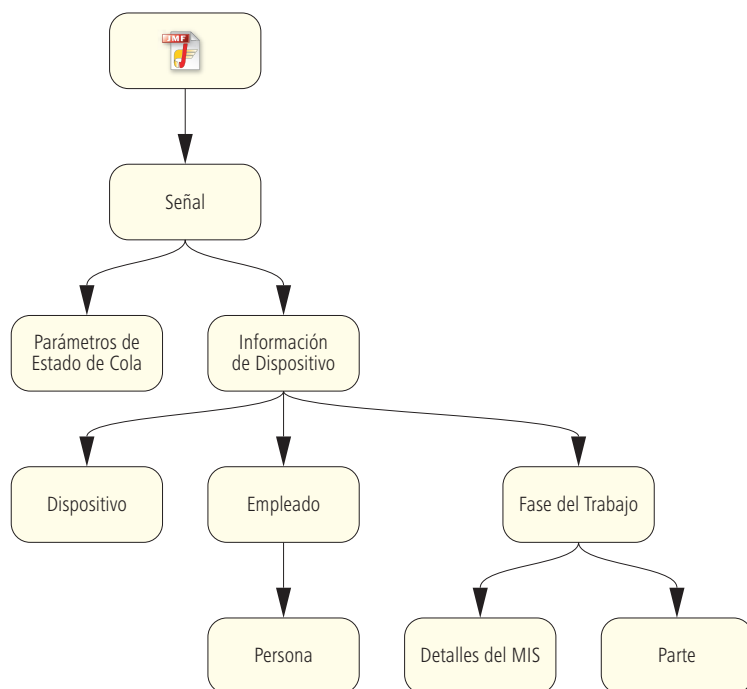 JMF
Señal
Parámetros de
Estado de Cola
Información
de Dispositivo
Dispositivo
Empleado
Fase del Trabajo
Persona
Detalles del MIS
Parte